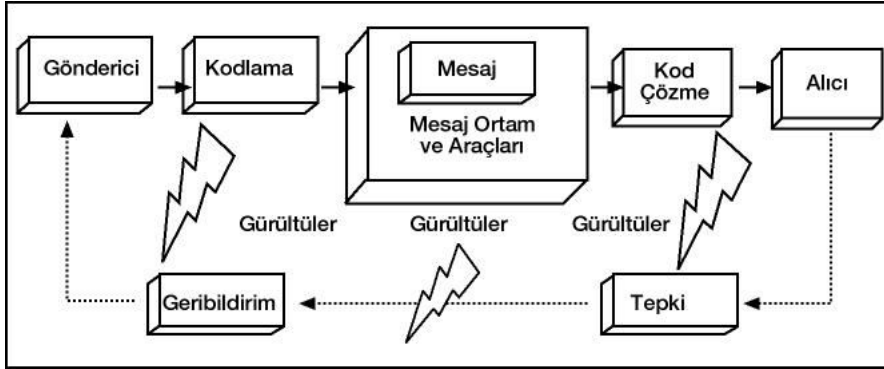 Gönderici
Kodlama
Mesaj
Mesaj Ortam
ve Araçları
Kod
Çözme
Alıcı
Gürültüler
Gürültüler
Gürültüler
Geribildirim
Tepki